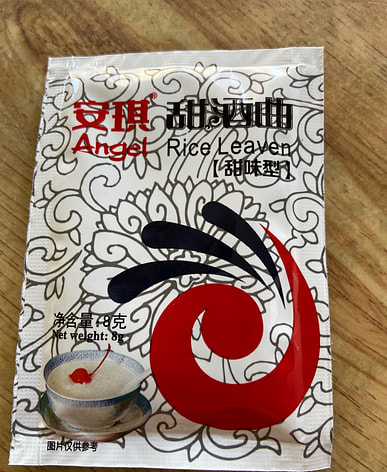 安琪® 甜酒曲
Angel Rice Leaven
【甜味型】
净含量:8克
Net weight: 8g
图片仅供参考